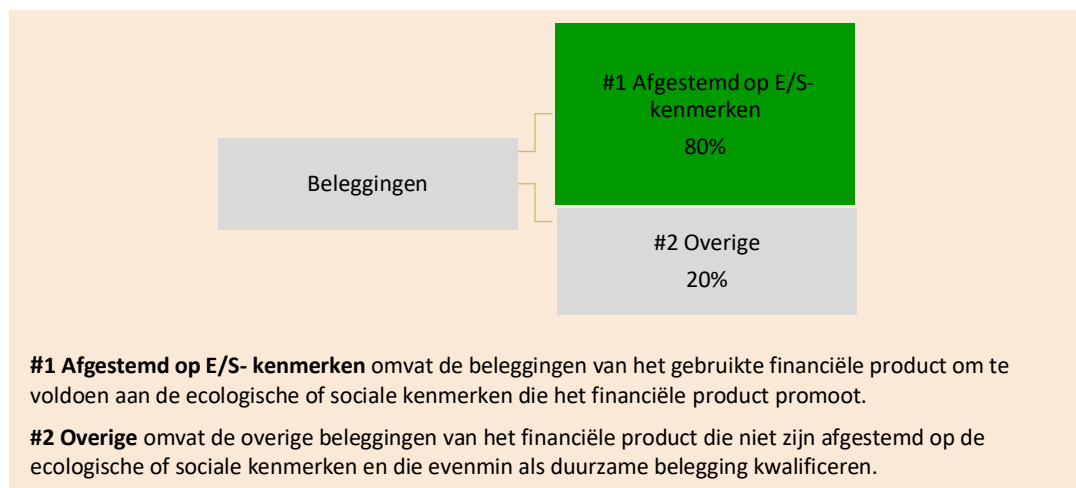 #1 Afgestemd op E/S-
kenmerken
80%
Beleggingen
#2 Overige
20%
#1 Afgestemd op E/S- kenmerken omvat de beleggingen van het gebruikte financiële product om te
voldoen aan de ecologische of sociale kenmerken die het financiële product promoot.
#2 Overige omvat de overige beleggingen van het financiële product die niet zijn afgestemd op de
ecologische of sociale kenmerken en die evenmin als duurzame belegging kwalificeren.